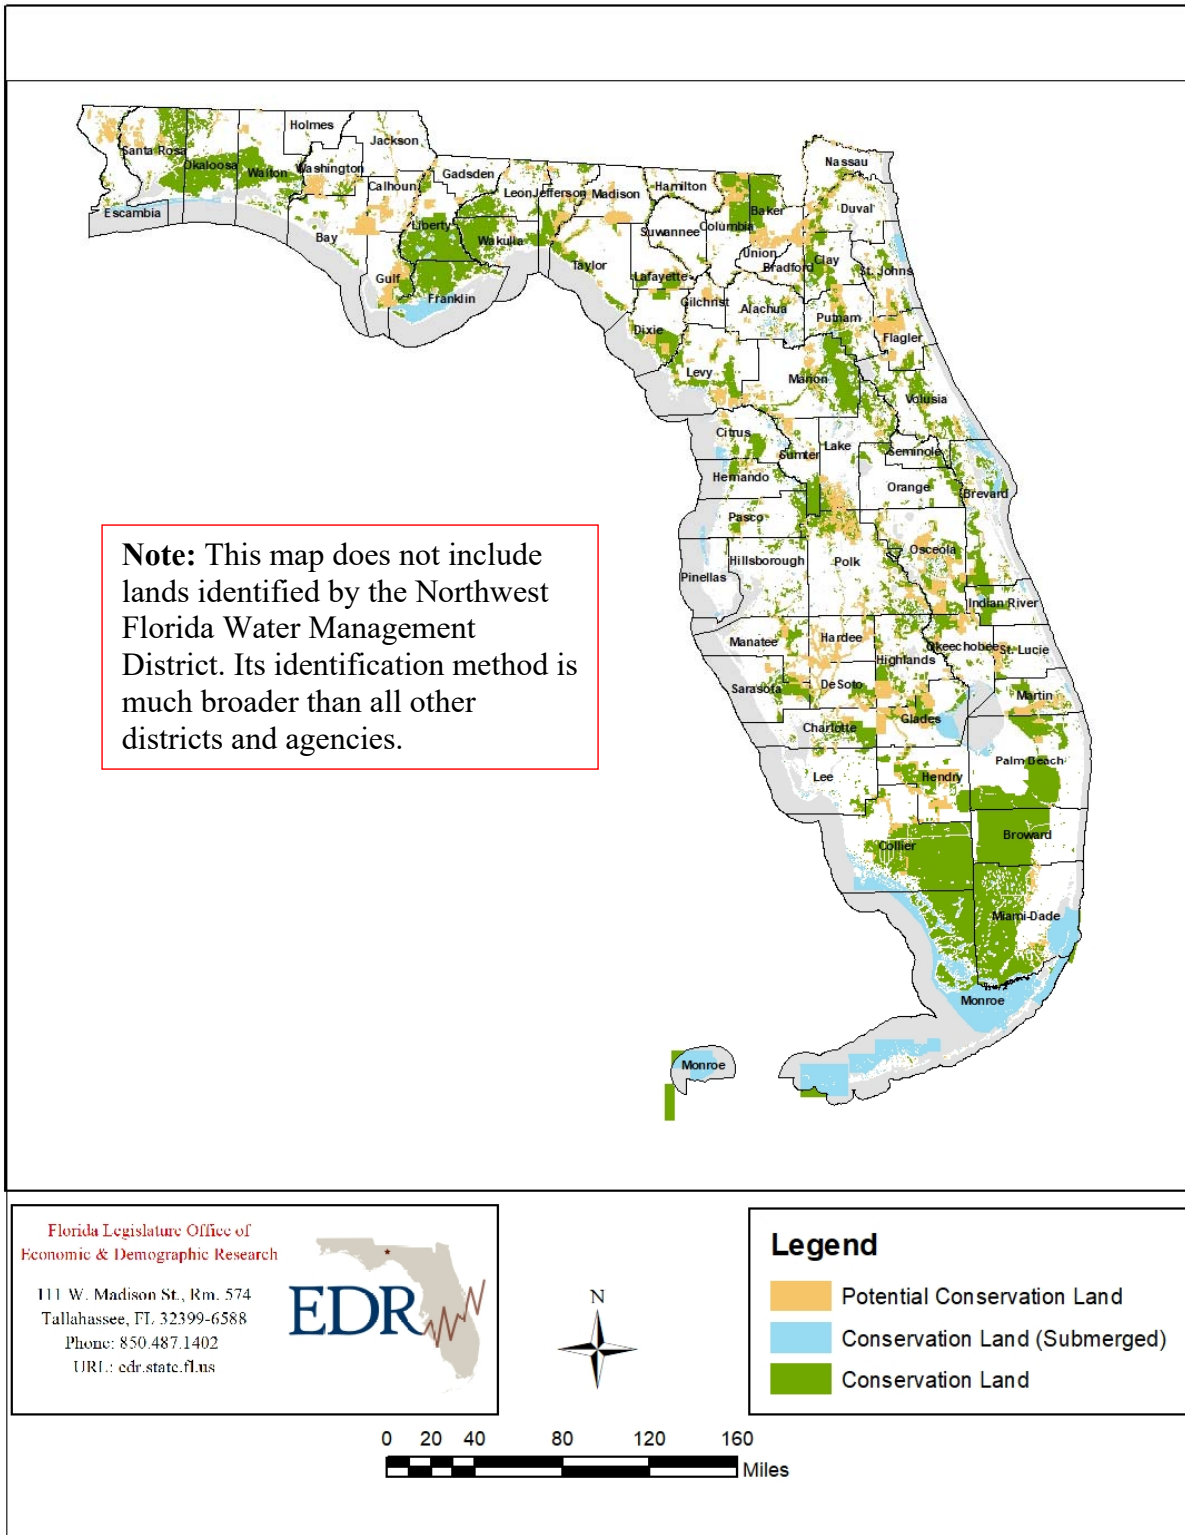 Holmes
Jackson
Santa Rosa
Okaloosa
Walton
Washington
Calhoun
Gadsden
Leon
Jefferson
Madison
Hamilton
Nassau
Duval
Baker
Escambia
Bay
Liberty
Wakulla
Suwannee
Columbia
Union
Bradford
Clay
St. Johns
Taylor
Lafayette
Gulf
Franklin
Gilchrist
Alachua
Putnam
Dixie
Flagler
Levy
Marion
Volusia
Citrus
Lake
Sumter
Seminole
Hernando
Orange
Brevard
Pasco
Osceola
Hillsborough
Polk
Pinellas
Indian River
Manatee
Hardee
Okeechobee
St. Lucie
Highlands
Sarasota
DeSoto
Martin
Glades
Charlotte
Palm Beach
Lee
Hendry
Broward
Collier
Miami-Dade
Monroe
Monroe
Note: This map does not include
lands identified by the Northwest
Florida Water Management
District. Its identification method is
much broader than all other
districts and agencies.
Florida Legislature Office of
Economic & Demographic Research
111 W. Madison St., Rm. 574
Tallahassee, FL 32399-6588
Phone: 850.487.1402
URL: edr.state.fl.us
EDR
N
Legend
Potential Conservation Land
Conservation Land (Submerged)
Conservation Land
0 20 40 80 120 160
Miles